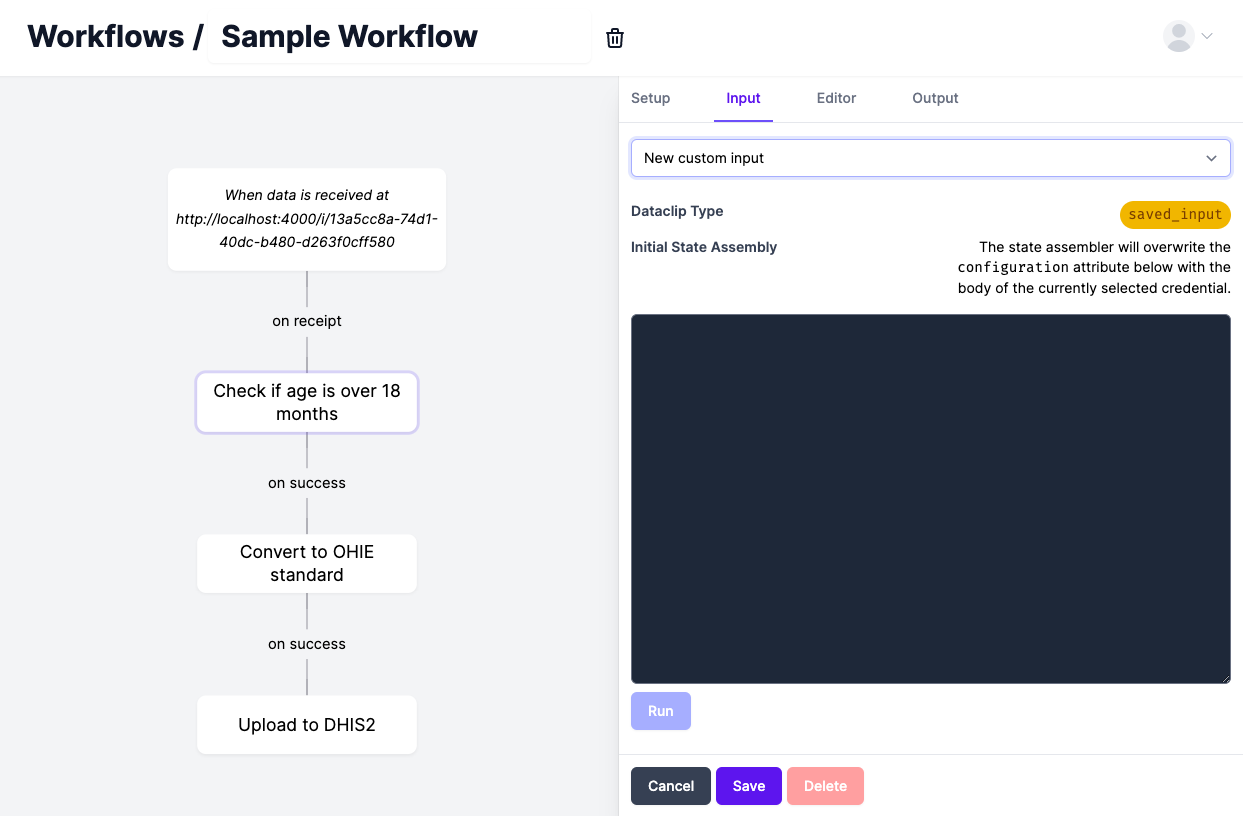 Workflows / Sample Workflow
When data is received at
http://localhost:4000/i/13a5cc8a-74d1-
40dc-b480-d263f0cff580
on receipt
Check if age is over 18
months
on success
Convert to OHIE
standard
on success
Upload to DHIS2
Setup Input Editor Output
New custom input
Dataclip Type saved_input
Initial State Assembly The state assembler will overwrite the
configuration attribute below with the
body of the currently selected credential.
Run
Cancel Save Delete